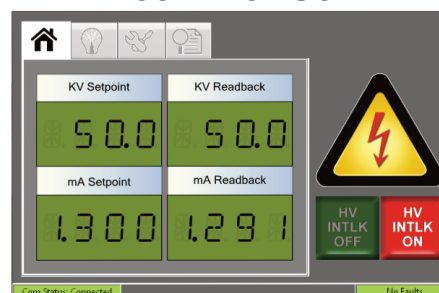 KV Setpoint
KV Readback
50.0
50.0
mA Setpoint
mA Readback
1.300
1.291
HV
INTLK
OFF
HV
INTLK
ON
Com Status: Connected
No Faults